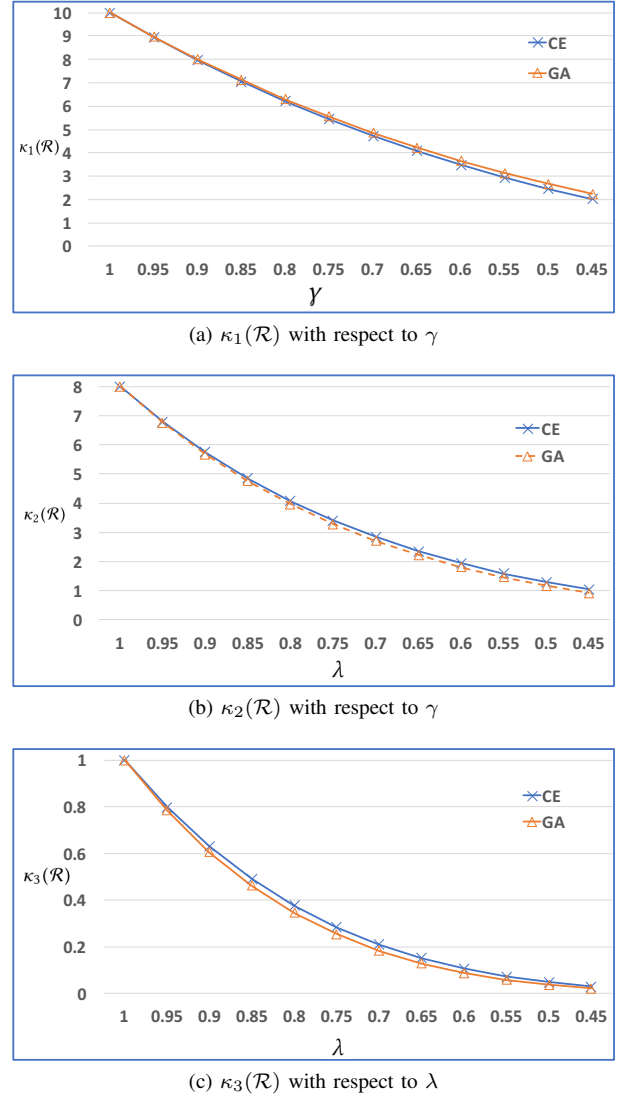 10
9
8
7
6
5
4
3
2
1
0
κ₁(ℛ)
CE
GA
1 0.95 0.9 0.85 0.8 0.75 0.7 0.65 0.6 0.55 0.5 0.45
γ
(a) κ₁(ℛ) with respect to γ
8
7
6
5
4
3
2
1
0
κ₂(ℛ)
CE
GA
1 0.95 0.9 0.85 0.8 0.75 0.7 0.65 0.6 0.55 0.5 0.45
λ
(b) κ₂(ℛ) with respect to γ
1
0.8
0.6
0.4
0.2
0
κ₃(ℛ)
CE
GA
1 0.95 0.9 0.85 0.8 0.75 0.7 0.65 0.6 0.55 0.5 0.45
λ
(c) κ₃(ℛ) with respect to λ